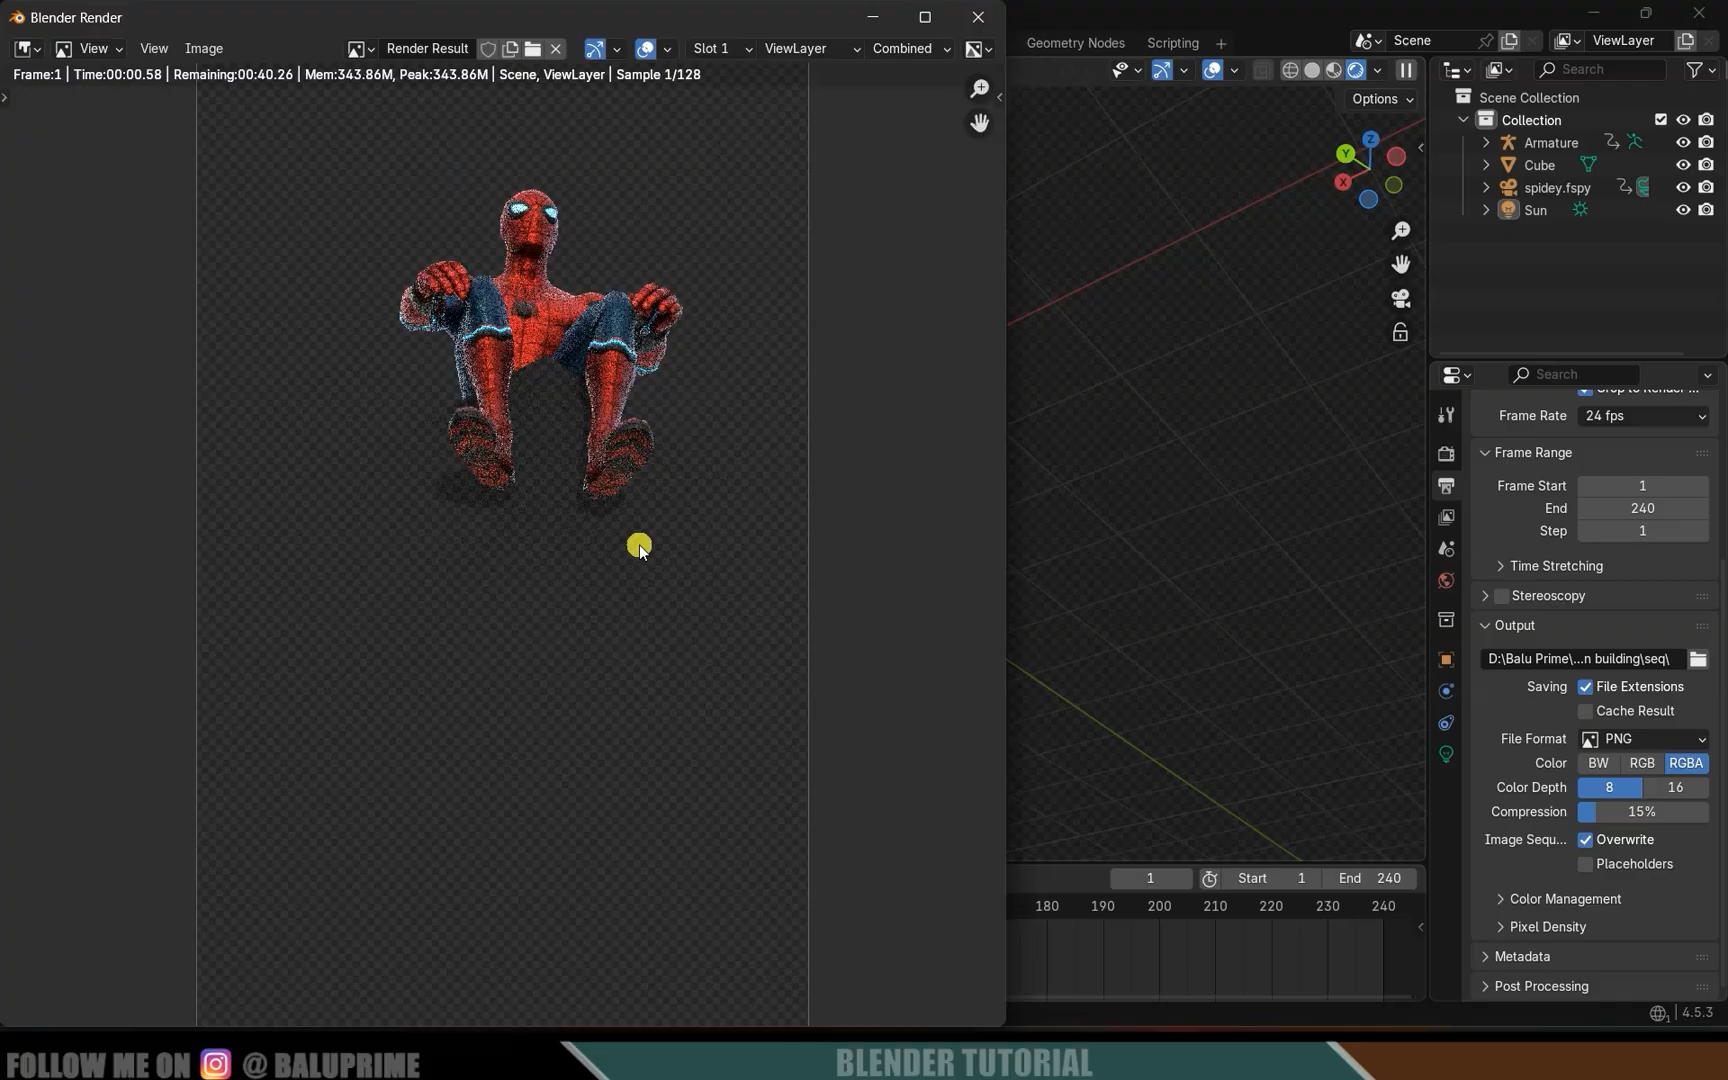 Blender Render
View
View
Image
Render Result
Slot 1
ViewLayer
Combined
Frame:1 | Time:00:00.58 | Remaining:00:40.26 | Mem:343.86M, Peak:343.86M | Scene, ViewLayer | Sample 1/128
Geometry Nodes
Scripting
Scene
ViewLayer
Search
Options
Z
Y
X
Scene Collection
Collection
Armature
Cube
spidey.fspy
Sun
Search
Frame Rate
24 fps
Frame Range
Frame Start
1
End
240
Step
1
Time Stretching
Stereoscopy
Output
D:\Balu Prime\...n building\seq\
Saving
File Extensions
Cache Result
File Format
PNG
Color
BW
RGB
RGBA
Color Depth
8
16
Compression
15%
Image Sequ...
Overwrite
Placeholders
Color Management
Pixel Density
Metadata
Post Processing
1
Start
1
End
240
180
190
200
210
220
230
240
4.5.3
FOLLOW ME ON @ BALUPRIME
BLENDER TUTORIAL